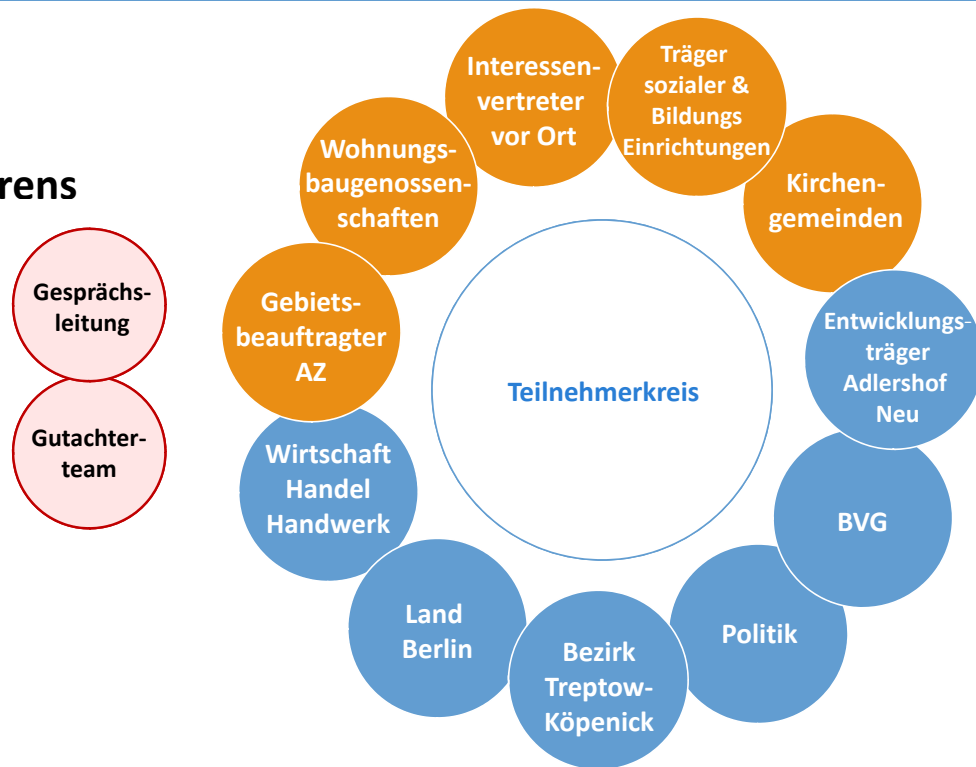 rens
Gesprächs-
leitung
Gutachter-
team
Interessen-
vertreter
vor Ort
Träger
sozialer &
Bildungs
Einrichtungen
Kirchen-
gemeinden
Entwicklungs-
träger
Adlershof
Neu
BVG
Politik
Bezirk
Treptow-
Köpenick
Land
Berlin
Wirtschaft
Handel
Handwerk
Gebiets-
beauftragter
AZ
Wohnungs-
baugenossen-
schaften
Teilnehmerkreis